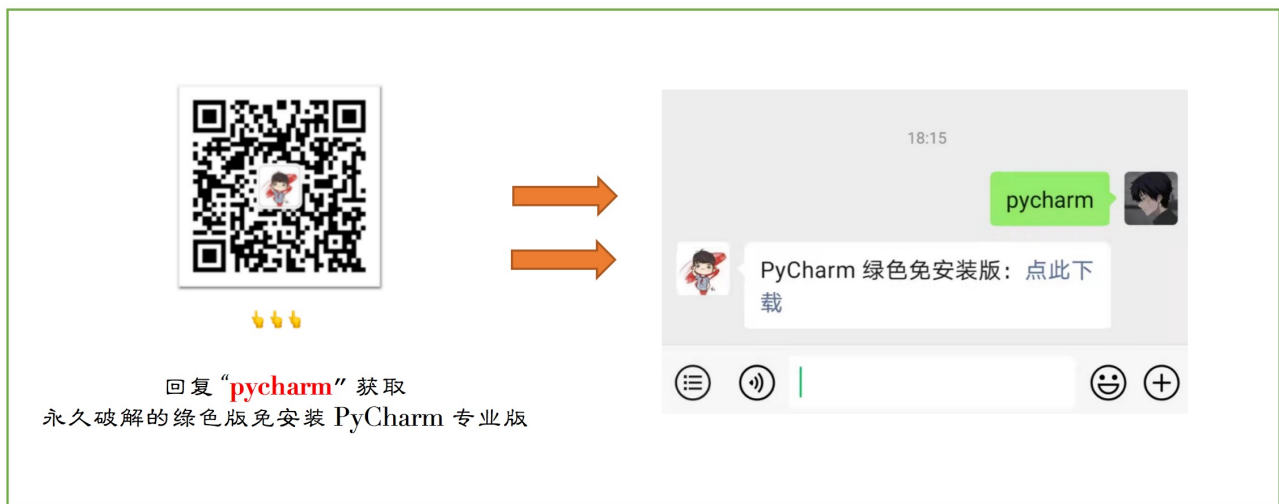 回复 “pycharm” 获取
永久破解的绿色版免安装 PyCharm 专业版
18:15
pycharm
PyCharm 绿色免安装版：点此下
载